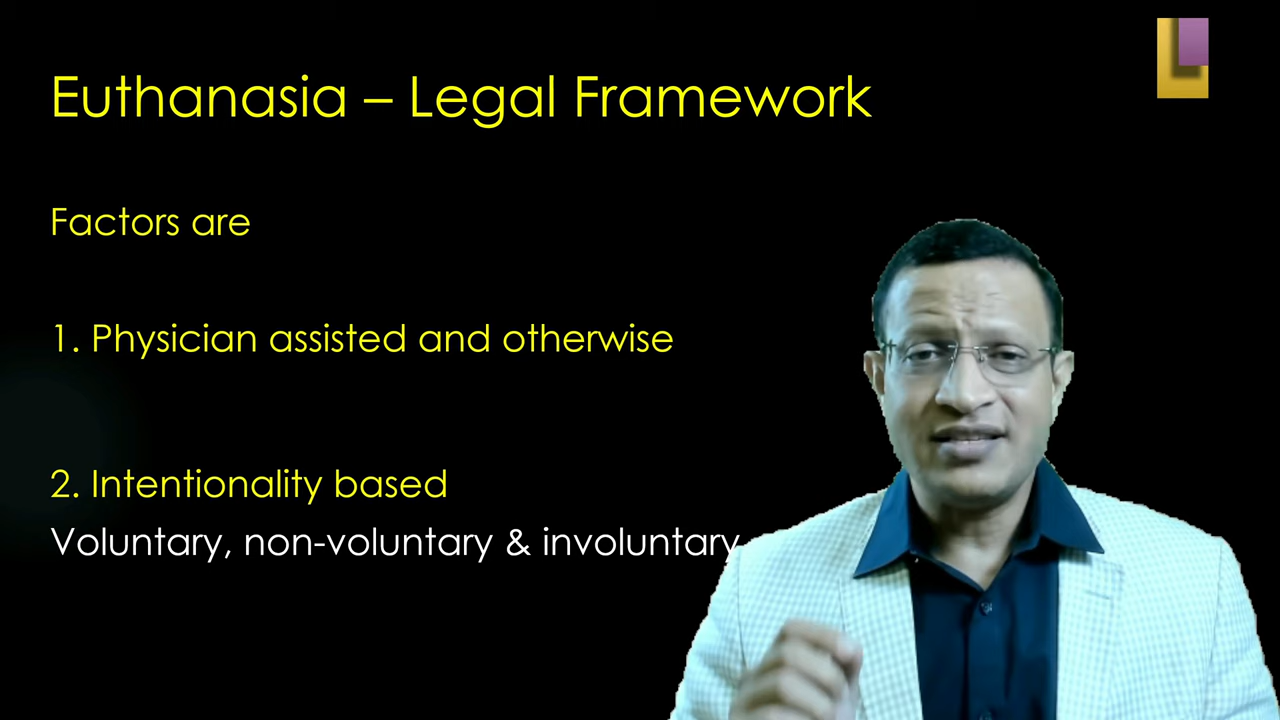 Euthanasia – Legal Framework
Factors are
1. Physician assisted and otherwise
2. Intentionality based
Voluntary, non-voluntary & involuntary